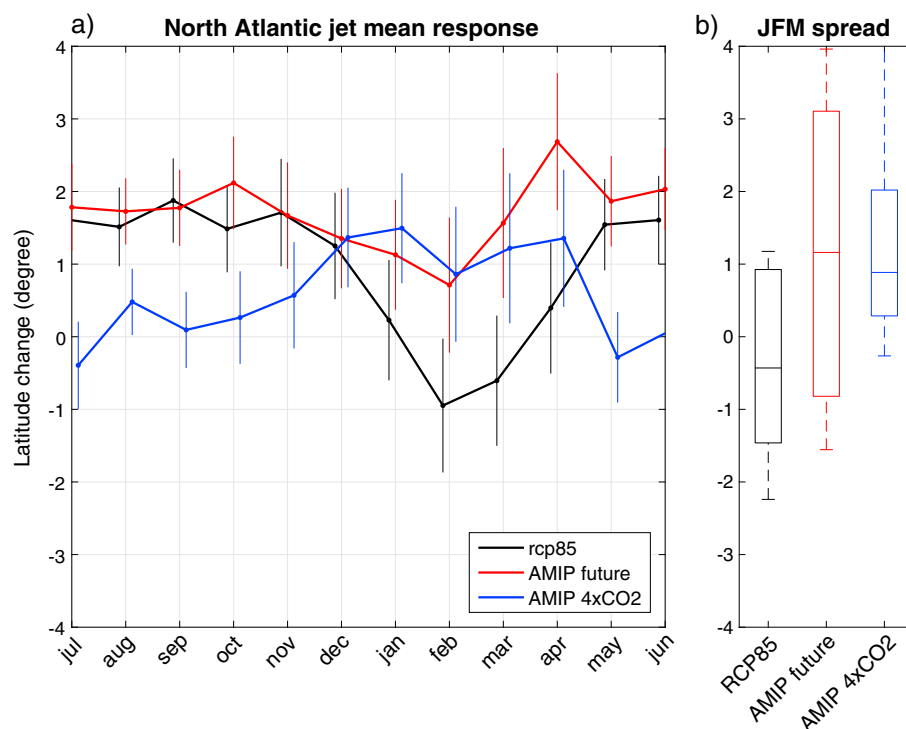 a) North Atlantic jet mean response
Latitude change (degree)
4
3
2
1
0
-1
-2
-3
-4
jul aug sep oct nov dec jan feb mar apr may jun
rcp85
AMIP future
AMIP 4xCO2
b) JFM spread
4
3
2
1
0
-1
-2
-3
-4
RCP85 AMIP future AMIP 4xCO2